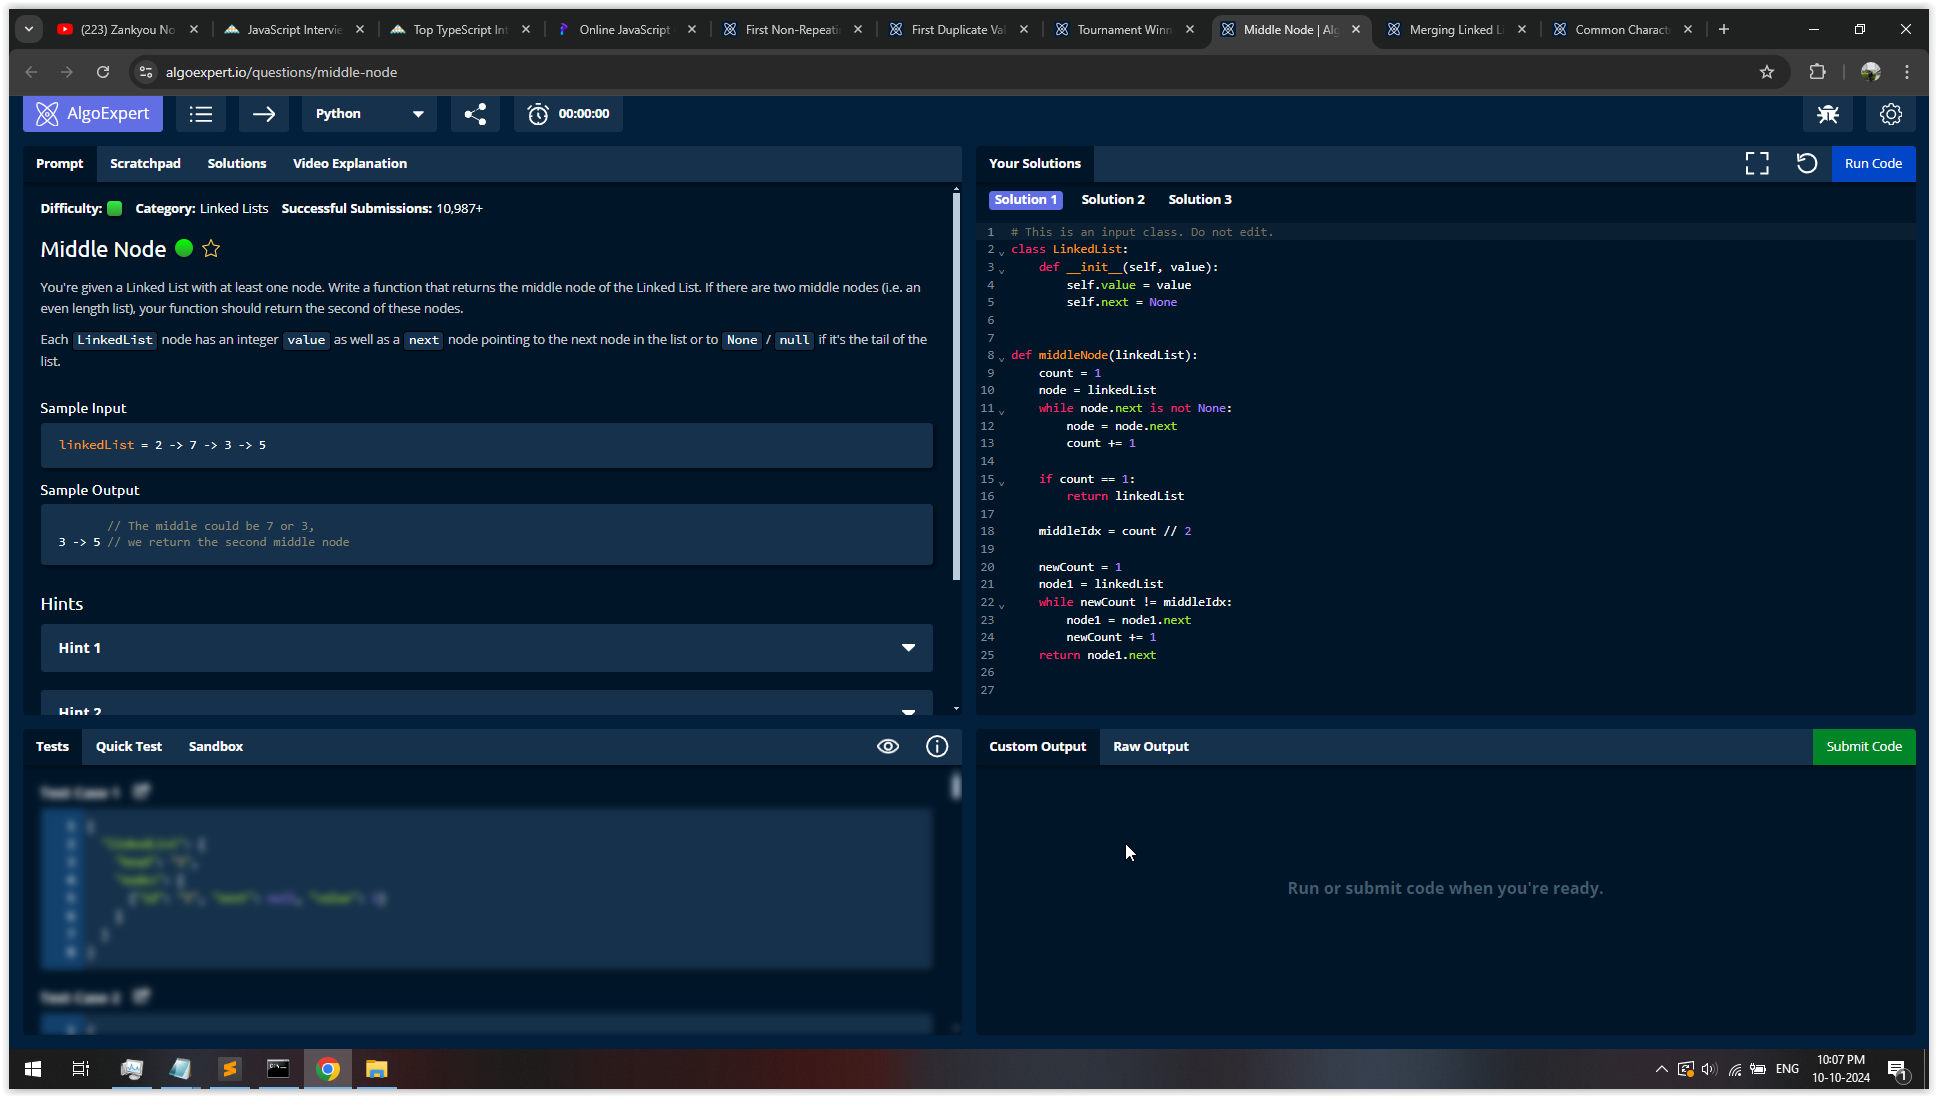 (223) Zankyou No
JavaScript Intervie
Top TypeScript Int
Online JavaScript
First Non-Repeati
First Duplicate Val
Tournament Winn
Middle Node | Alg
Merging Linked Li
Common Charact
algoexpert.io/questions/middle-node
AlgoExpert
Python
00:00:00
Prompt Scratchpad Solutions Video Explanation
Difficulty: Category: Linked Lists Successful Submissions: 10,987+
Middle Node
You're given a Linked List with at least one node. Write a function that returns the middle node of the Linked List. If there are two middle nodes (i.e. an
even length list), your function should return the second of these nodes.
Each LinkedList node has an integer value as well as a next node pointing to the next node in the list or to None / null if it's the tail of the
list.
Sample Input
linkedList = 2 -> 7 -> 3 -> 5
Sample Output
// The middle could be 7 or 3,
3 -> 5 // we return the second middle node
Hints
Hint 1
Hint 2
Your Solutions
Run Code
Solution 1 Solution 2 Solution 3
1 # This is an input class. Do not edit.
2 class LinkedList:
3 def __init__(self, value):
4 self.value = value
5 self.next = None
6
7
8 def middleNode(linkedList):
9 count = 1
10 node = linkedList
11 while node.next is not None:
12 node = node.next
13 count += 1
14
15 if count == 1:
16 return linkedList
17
18 middleIdx = count // 2
19
20 newCount = 1
21 node1 = linkedList
22 while newCount != middleIdx:
23 node1 = node1.next
24 newCount += 1
25 return node1.next
26
27
Tests Quick Test Sandbox
Test Case 1
Test Case 2
Custom Output Raw Output
Submit Code
Run or submit code when you're ready.
ENG
10:07 PM
10-10-2024
1